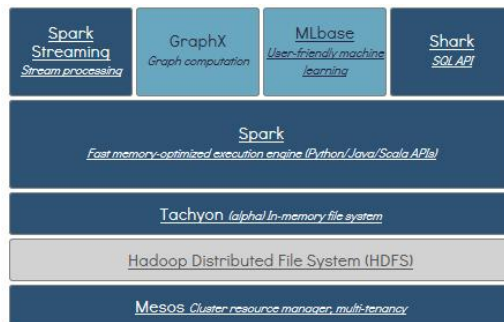 Spark
Streaming
Stream processing
GraphX
Graph computation
MLbase
User-friendly machine
learning
Shark
SQL API
Spark
Fast memory-optimized execution engine (Python/Java/Scala APIs)
Tachyon (alpha) In-memory file system
Hadoop Distributed File System (HDFS)
Mesos Cluster resource manager, multi-tenancy